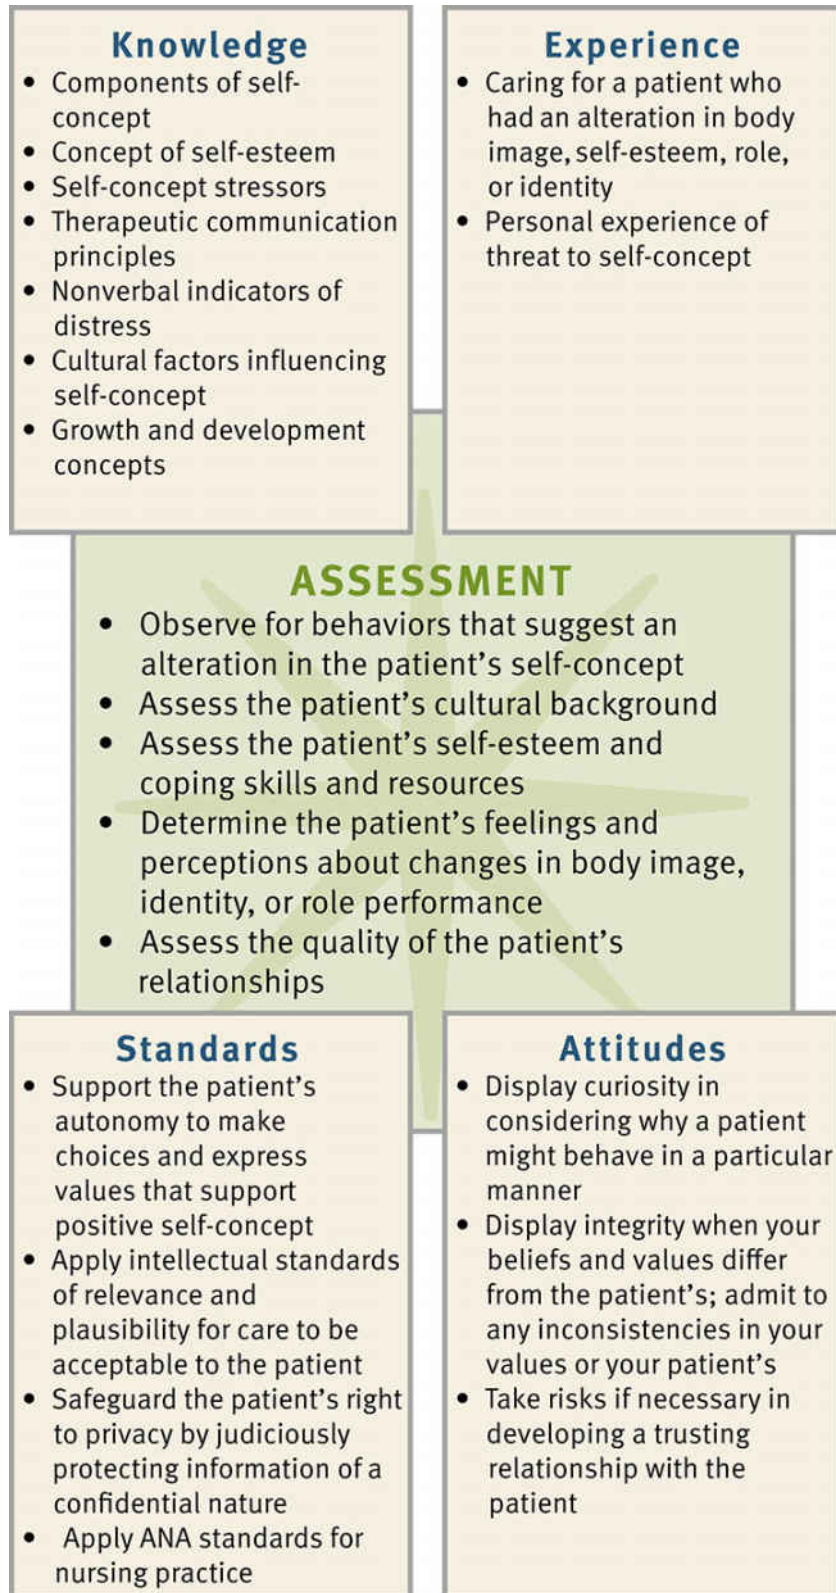 Knowledge
• Components of self-
concept
• Concept of self-esteem
• Self-concept stressors
• Therapeutic communication
principles
• Nonverbal indicators of
distress
• Cultural factors influencing
self-concept
• Growth and development
concepts
Experience
• Caring for a patient who
had an alteration in body
image, self-esteem, role,
or identity
• Personal experience of
threat to self-concept
ASSESSMENT
• Observe for behaviors that suggest an
alteration in the patient's self-concept
• Assess the patient's cultural background
• Assess the patient's self-esteem and
coping skills and resources
• Determine the patient's feelings and
perceptions about changes in body image,
identity, or role performance
• Assess the quality of the patient's
relationships
Standards
• Support the patient's
autonomy to make
choices and express
values that support
positive self-concept
• Apply intellectual standards
of relevance and
plausibility for care to be
acceptable to the patient
• Safeguard the patient's right
to privacy by judiciously
protecting information of a
confidential nature
• Apply ANA standards for
nursing practice
Attitudes
• Display curiosity in
considering why a patient
might behave in a particular
manner
• Display integrity when your
beliefs and values differ
from the patient's; admit to
any inconsistencies in your
values or your patient's
• Take risks if necessary in
developing a trusting
relationship with the
patient